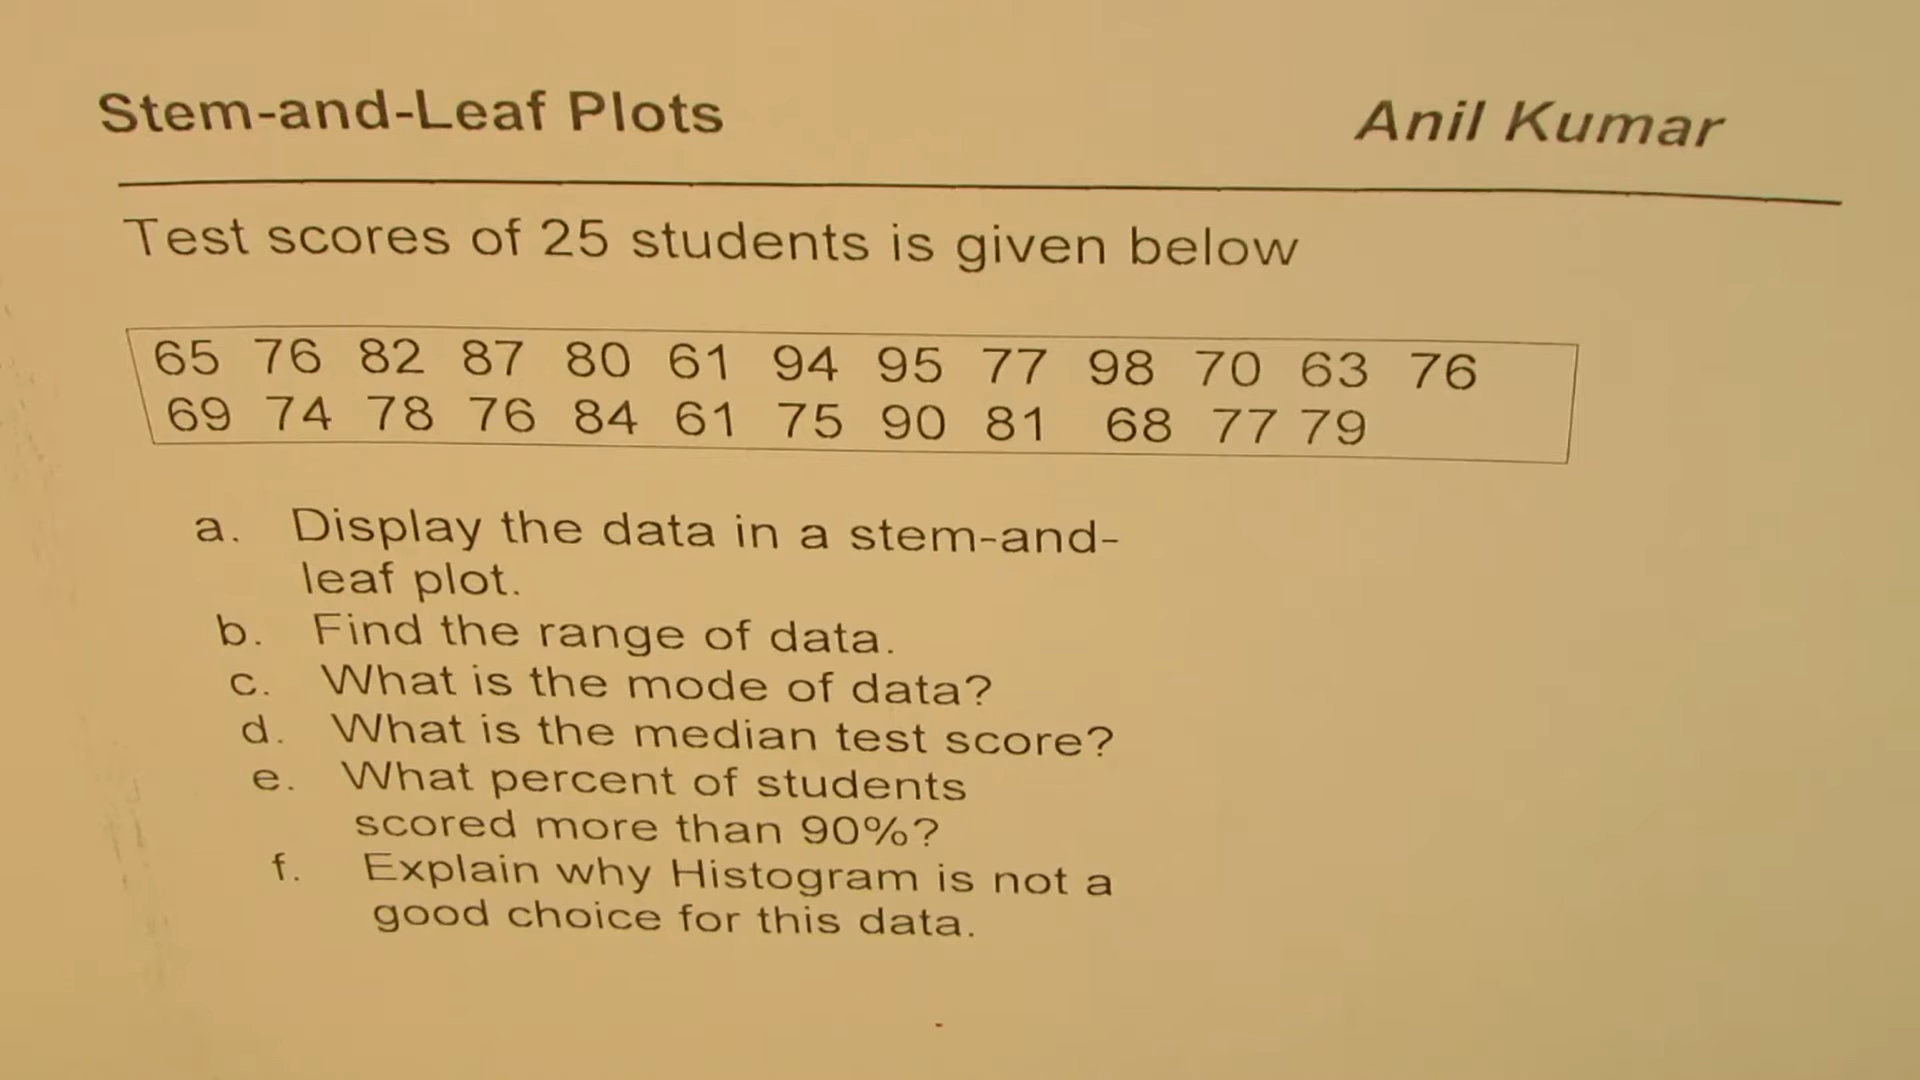 Stem-and-Leaf Plots
Anil Kumar
Test scores of 25 students is given below
65 76 82 87 80 61 94 95 77 98 70 63 76
69 74 78 76 84 61 75 90 81 68 77 79
a. Display the data in a stem-and-
leaf plot.
b. Find the range of data.
c. What is the mode of data?
d. What is the median test score?
e. What percent of students
scored more than 90%?
f. Explain why Histogram is not a
good choice for this data.